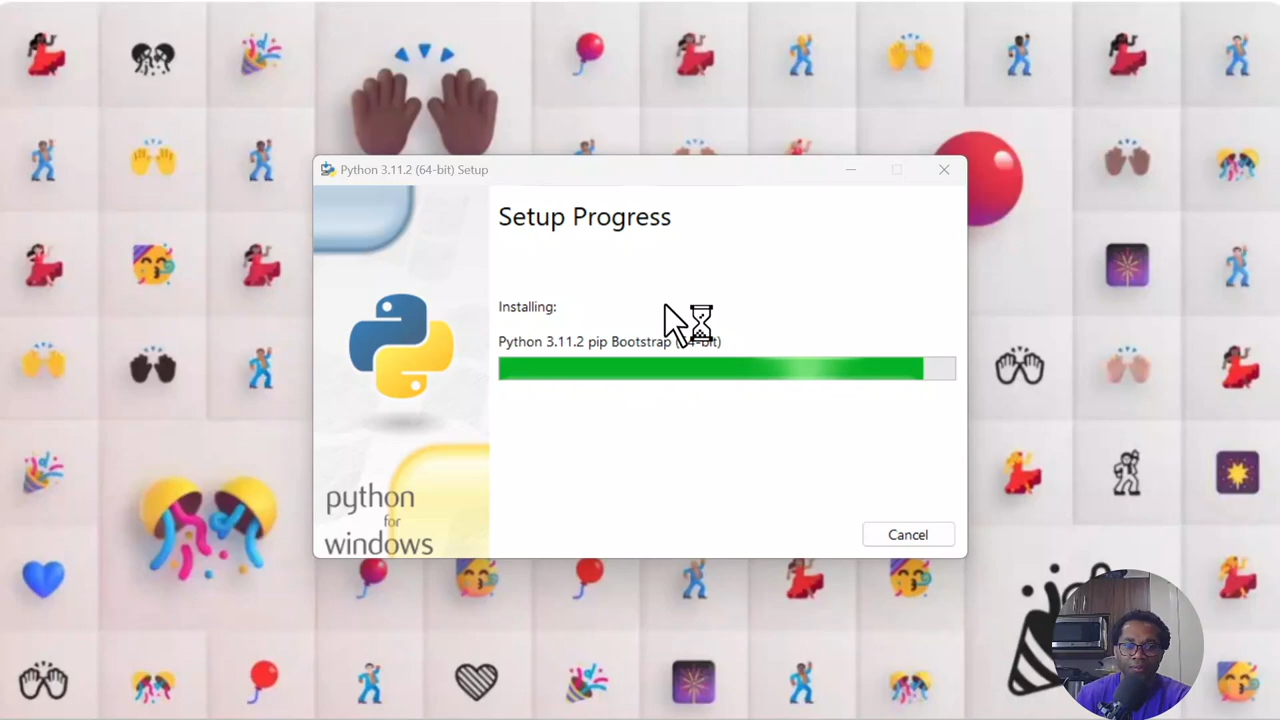 Python 3.11.2 (64-bit) Setup
Setup Progress
Installing:
Python 3.11.2 pip Bootstrap -bit)
python
for
windows
Cancel